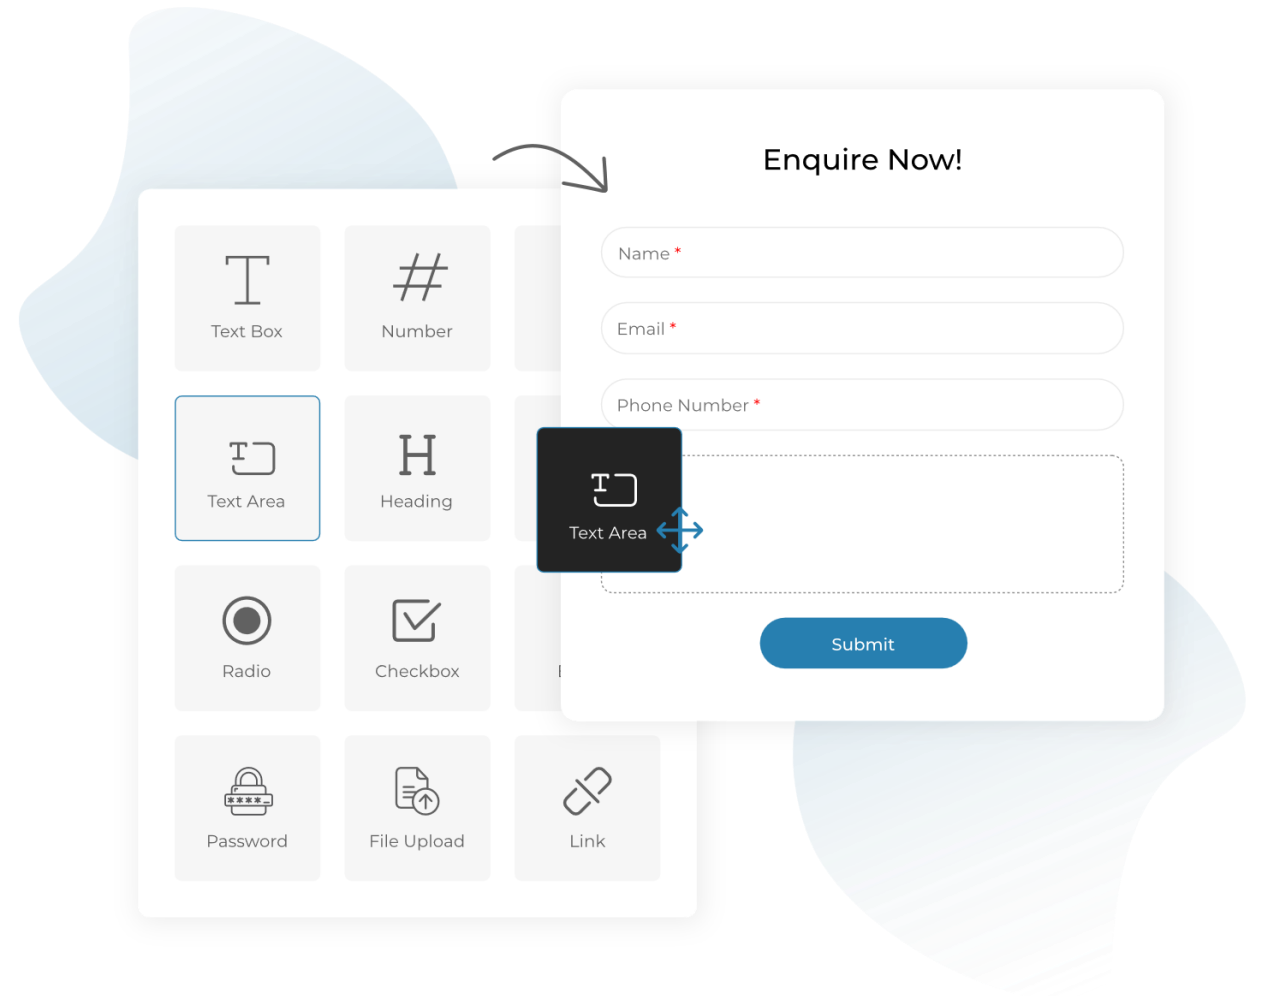 Enquire Now!
Name *
Email *
Phone Number *
Text Area
Submit
Text Box
Number
Text Area
Heading
Radio
Checkbox
Password
File Upload
Link